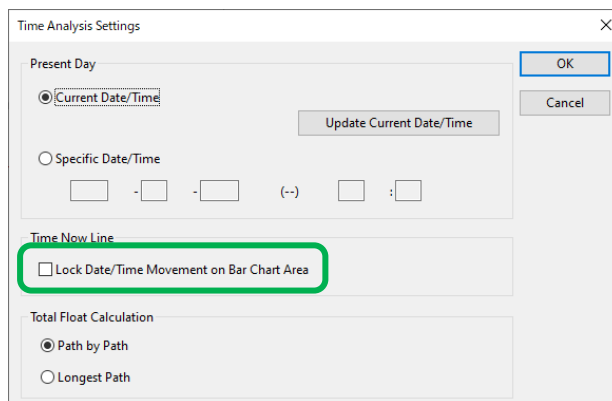 Time Analysis Settings
Present Day
OK
Current Date/Time
Cancel
Update Current Date/Time
Specific Date/Time
- - (--) :
Time Now Line
Lock Date/Time Movement on Bar Chart Area
Total Float Calculation
Path by Path
Longest Path